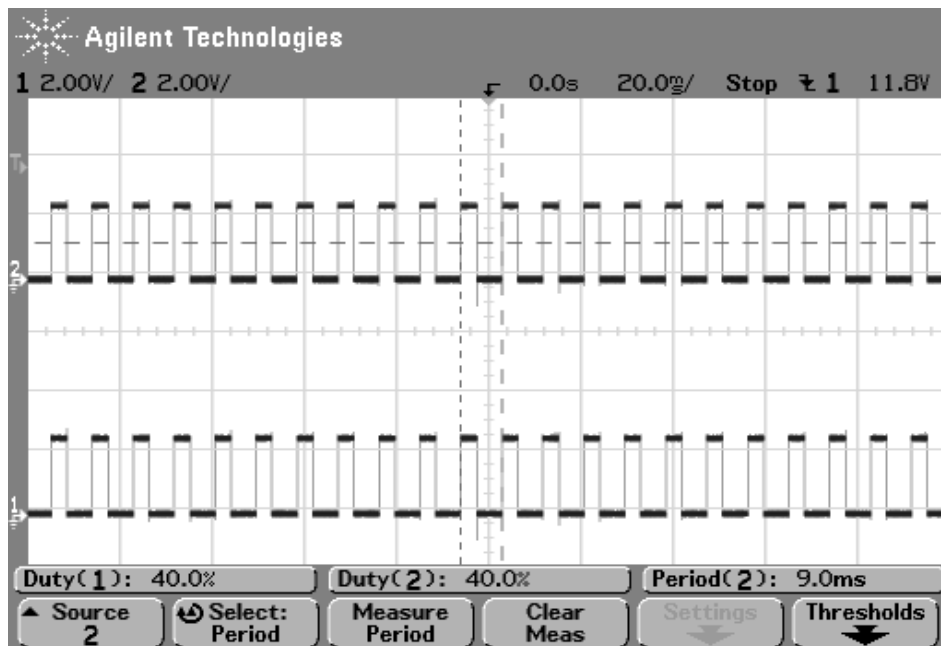 Agilent Technologies
1 2.00V/ 2 2.00V/ 0.0s 20.0ms/ Stop 1 11.8V
T
2
1
Duty(1): 40.0% Duty(2): 40.0% Period(2): 9.0ms
Source 2
Select: Period
Measure Period
Clear Meas
Settings
Thresholds